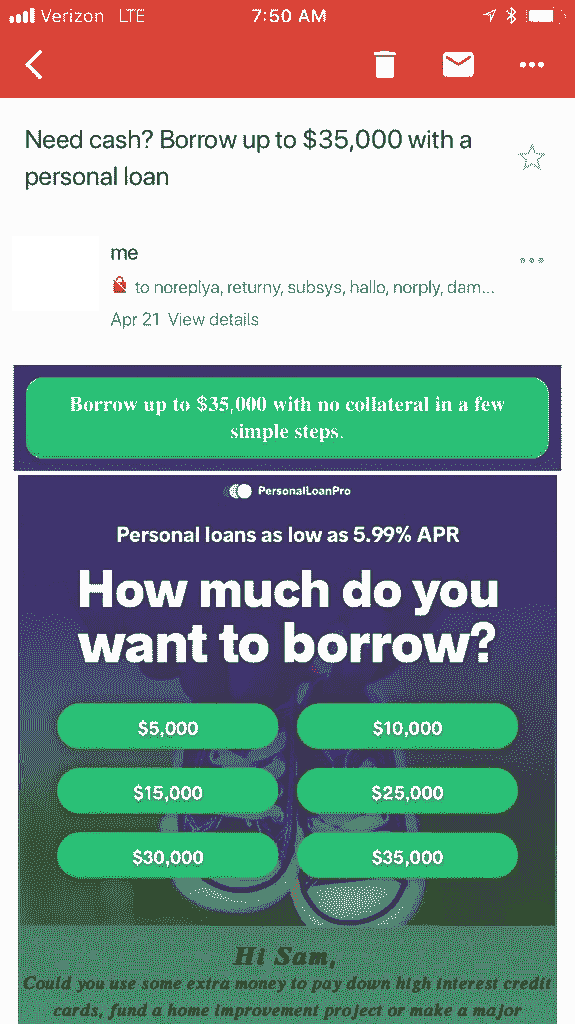 Verizon LTE 7:50 AM
Need cash? Borrow up to $35,000 with a
personal loan
me
to noreplya, returny, subsys, hallo, norply, dam...
Apr 21 View details
Borrow up to $35,000 with no collateral in a few
simple steps.
PersonalLoanPro
Personal loans as low as 5.99% APR
How much do you
want to borrow?
$5,000 $10,000
$15,000 $25,000
$30,000 $35,000
Hi Sam,
Could you use some extra money to pay down high interest credit
cards, fund a home improvement project or make a major